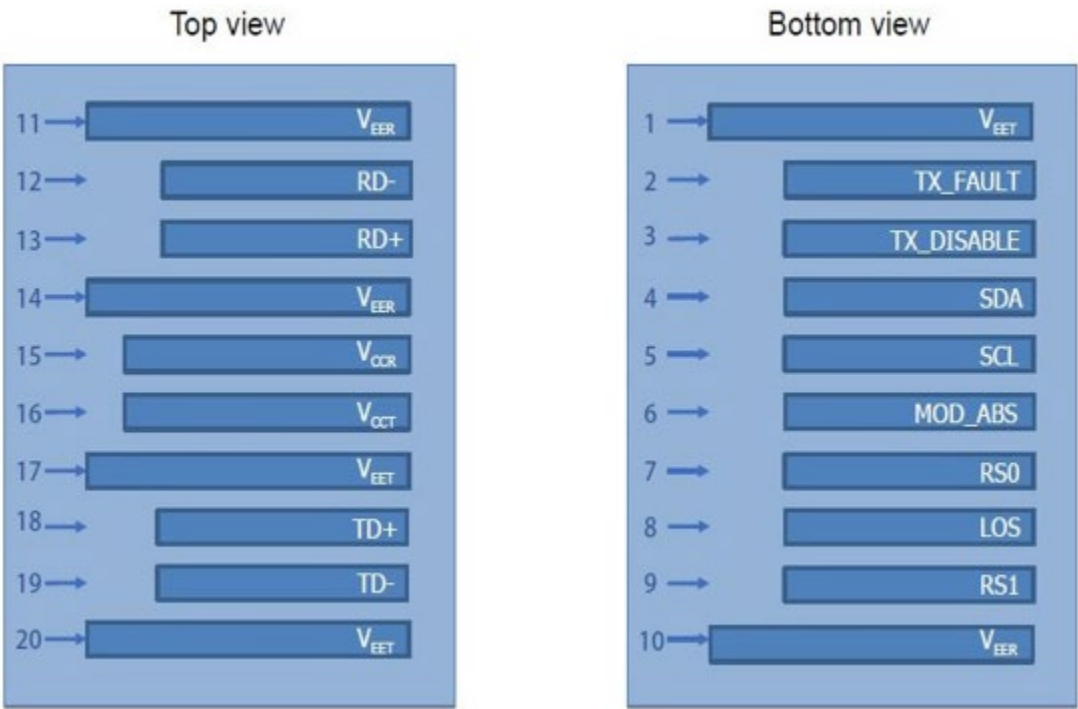 Top view
11 VEER
12 RD-
13 RD+
14 VEER
15 VCCR
16 VCCT
17 VEET
18 TD+
19 TD-
20 VEET
Bottom view
1 VEET
2 TX_FAULT
3 TX_DISABLE
4 SDA
5 SCL
6 MOD_ABS
7 RS0
8 LOS
9 RS1
10 VEER